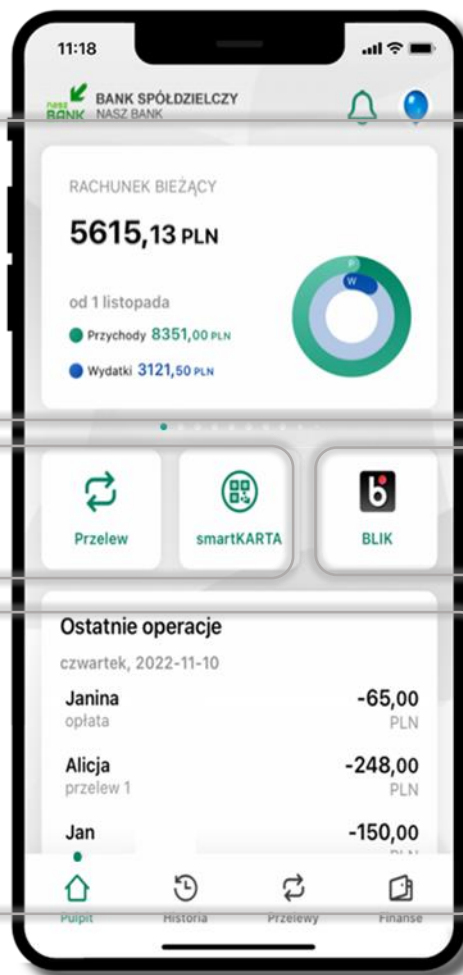 11:18
nasz BANK
BANK SPÓŁDZIELCZY
NASZ BANK
RACHUNEK BIEŻĄCY
5615,13 PLN
od 1 listopada
Przychody 8351,00 PLN
Wydatki 3121,50 PLN
P
W
Przelew
smartKARTA
BLIK
Ostatnie operacje
czwartek, 2022-11-10
Janina -65,00
opłata PLN
Alicja -248,00
przelew 1 PLN
Jan -150,00
PLN
Pulpit Historia Przelewy Finanse